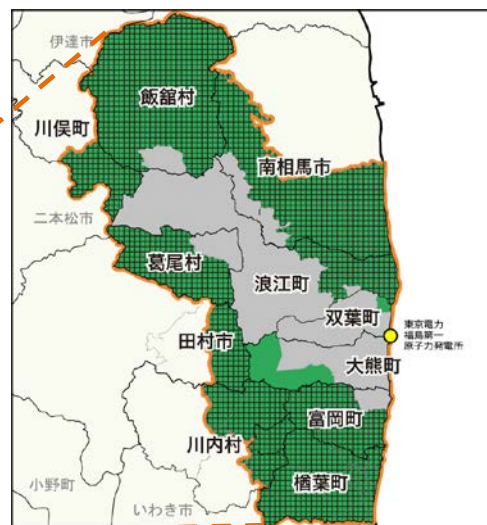 伊達市
飯舘村
川俣町
南相馬市
二本松市
葛尾村
浪江町
双葉町
東京電力
福島第一
原子力発電所
田村市
大熊町
富岡町
川内村
小野町
楢葉町
いわき市